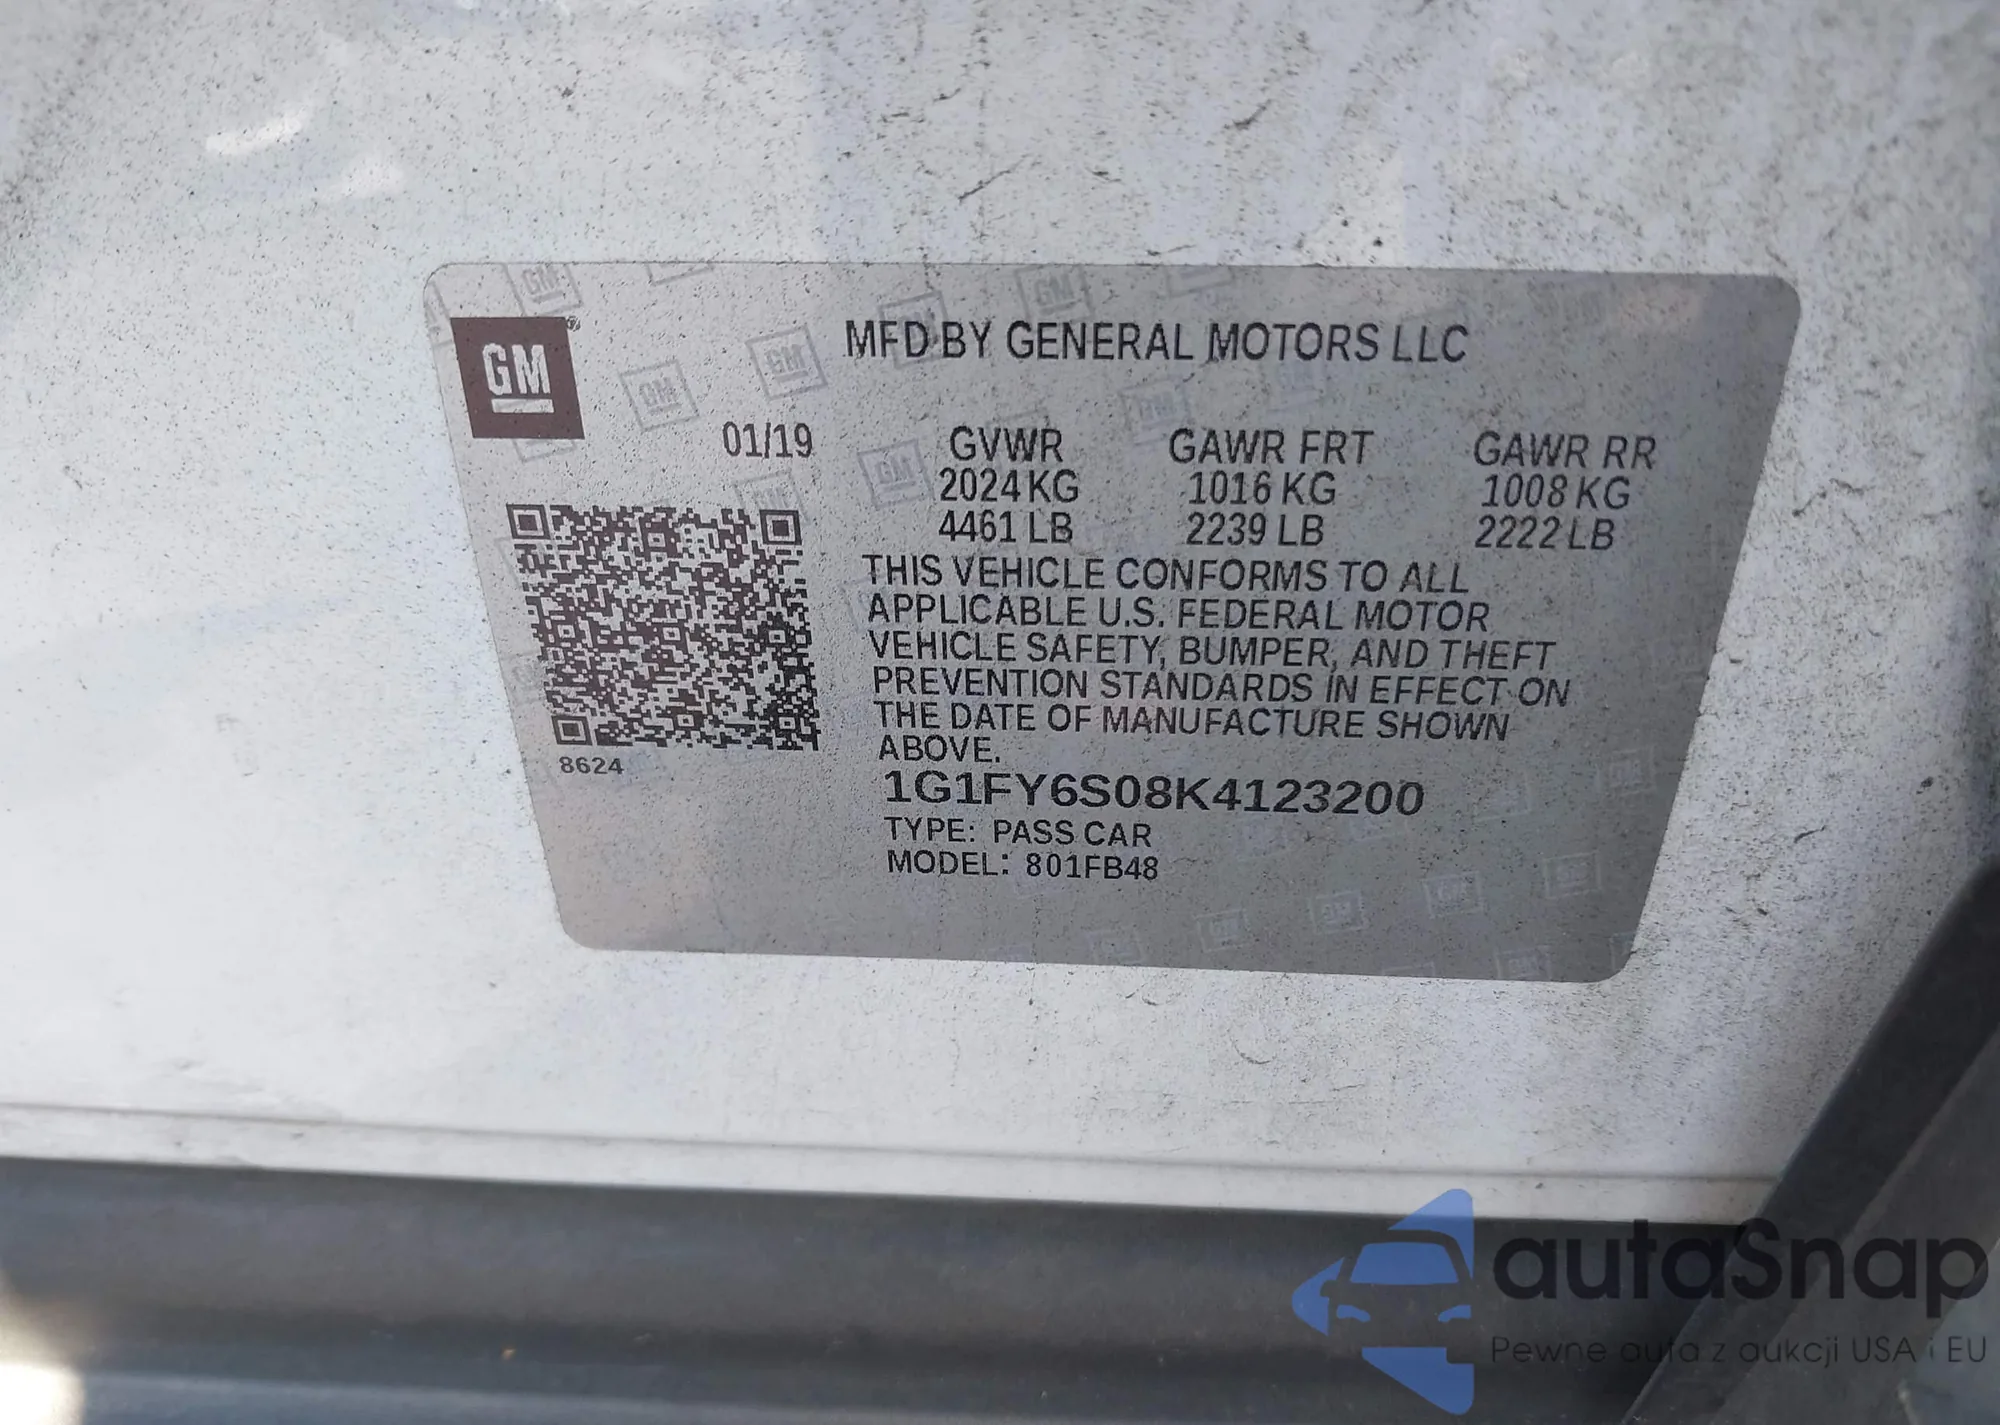 GM
MFD BY GENERAL MOTORS LLC
01/19
GVWR GAWR FRT GAWR RR
2024 KG 1016 KG 1008 KG
4461 LB 2239 LB 2222 LB
THIS VEHICLE CONFORMS TO ALL
APPLICABLE U.S. FEDERAL MOTOR
VEHICLE SAFETY, BUMPER, AND THEFT
PREVENTION STANDARDS IN EFFECT ON
THE DATE OF MANUFACTURE SHOWN
ABOVE.
8624
1G1FY6S08K4123200
TYPE: PASS CAR
MODEL: 801FB48
autaSnap
Pewne auta z aukcji USA i EU